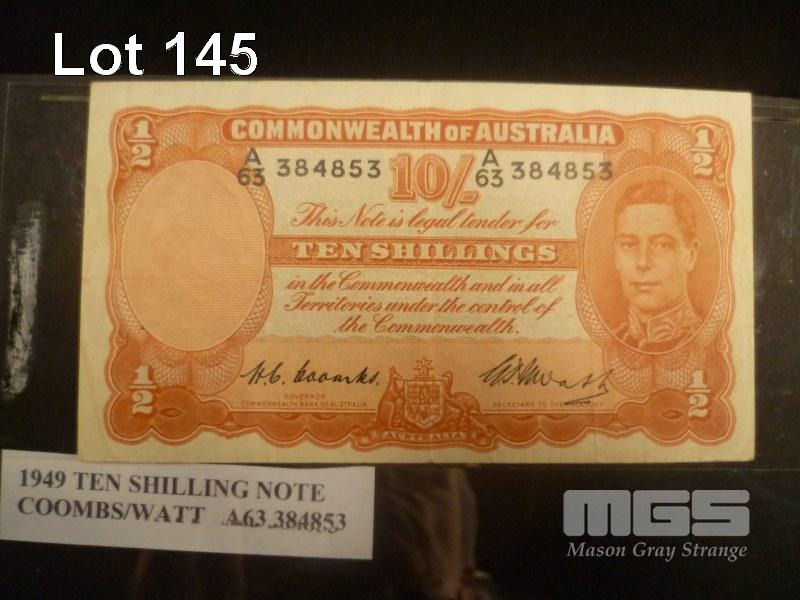 Lot 145
1/2 COMMONWEALTH OF AUSTRALIA 1/2
A/63 384853 10/- A/63 384853
This Note is legal tender for
TEN SHILLINGS
in the Commonwealth and in all
Territories under the control of
the Commonwealth.
H.C. Coombs.
GOVERNOR
COMMONWEALTH BANK OF AUSTRALIA
SECRETARY TO THE TREASURY
1/2 AUSTRALIA 1/2
1949 TEN SHILLING NOTE
COOMBS/WATT A63 384853
MGS
Mason Gray Strange